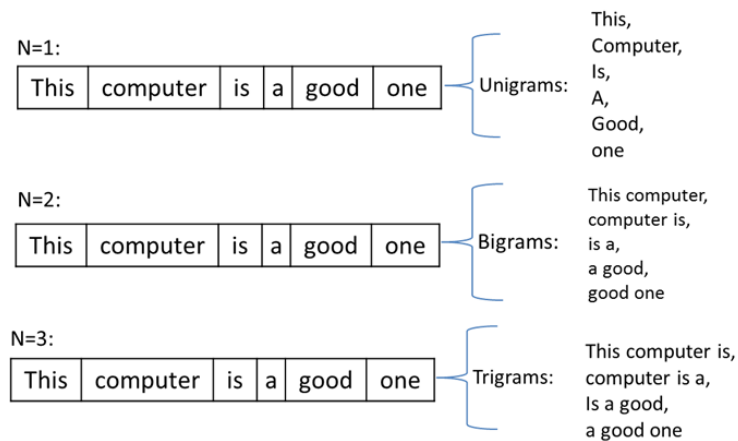 N=1:
This computer is a good one
Unigrams:
This,
Computer,
Is,
A,
Good,
one
N=2:
This computer is a good one
Bigrams:
This computer,
computer is,
is a,
a good,
good one
N=3:
This computer is a good one
Trigrams:
This computer is,
computer is a,
Is a good,
a good one